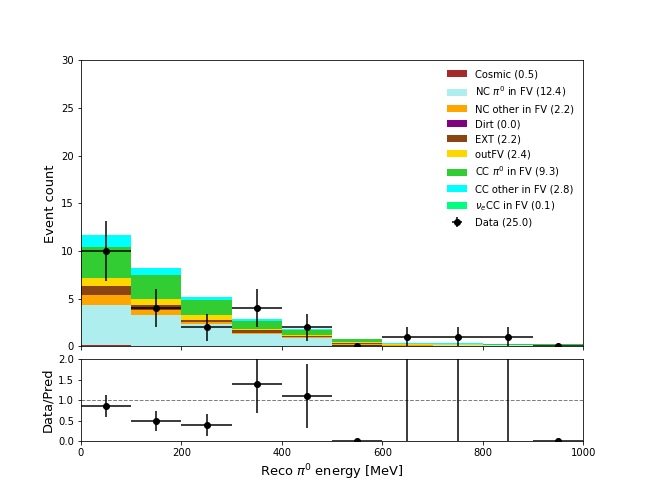 30
25
20
15
10
5
0
Event count
Cosmic (0.5)
NC π⁰ in FV (12.4)
NC other in FV (2.2)
Dirt (0.0)
EXT (2.2)
outFV (2.4)
CC π⁰ in FV (9.3)
CC other in FV (2.8)
νₑCC in FV (0.1)
Data (25.0)
2.0
1.5
1.0
0.5
0.0
Data/Pred
0 200 400 600 800 1000
Reco π⁰ energy [MeV]